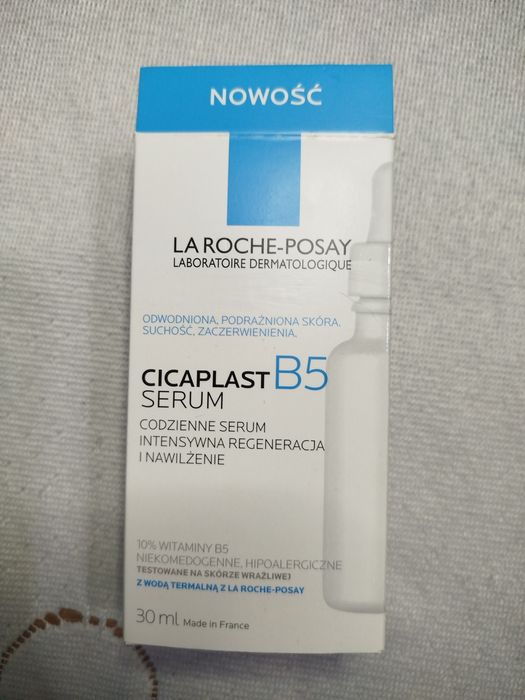 NOWOŚĆ
LA ROCHE-POSAY
LABORATOIRE DERMATOLOGIQUE
ODWODNIONA, PODRAŻNIONA SKÓRA,
SUCHOŚĆ, ZACZERWIENIENIA.
CICAPLAST B5
SERUM
CODZIENNE SERUM
INTENSYWNA REGENERACJA
I NAWILŻENIE
10% WITAMINY B5
NIEKOMEDOGENNE, HIPOALERGICZNE
TESTOWANE NA SKÓRZE WRAŻLIWEJ
Z WODĄ TERMALNĄ Z LA ROCHE-POSAY
30 ml Made in France